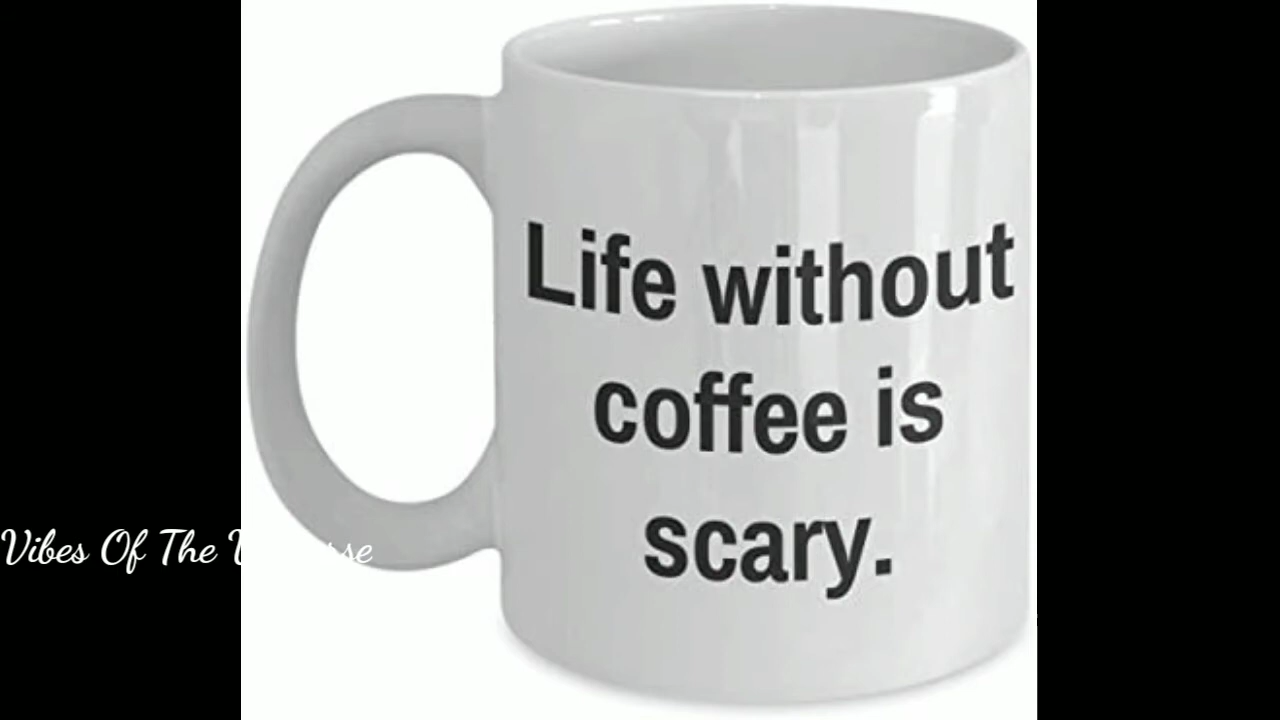 Life without
coffee is
scary.
Vibes Of The